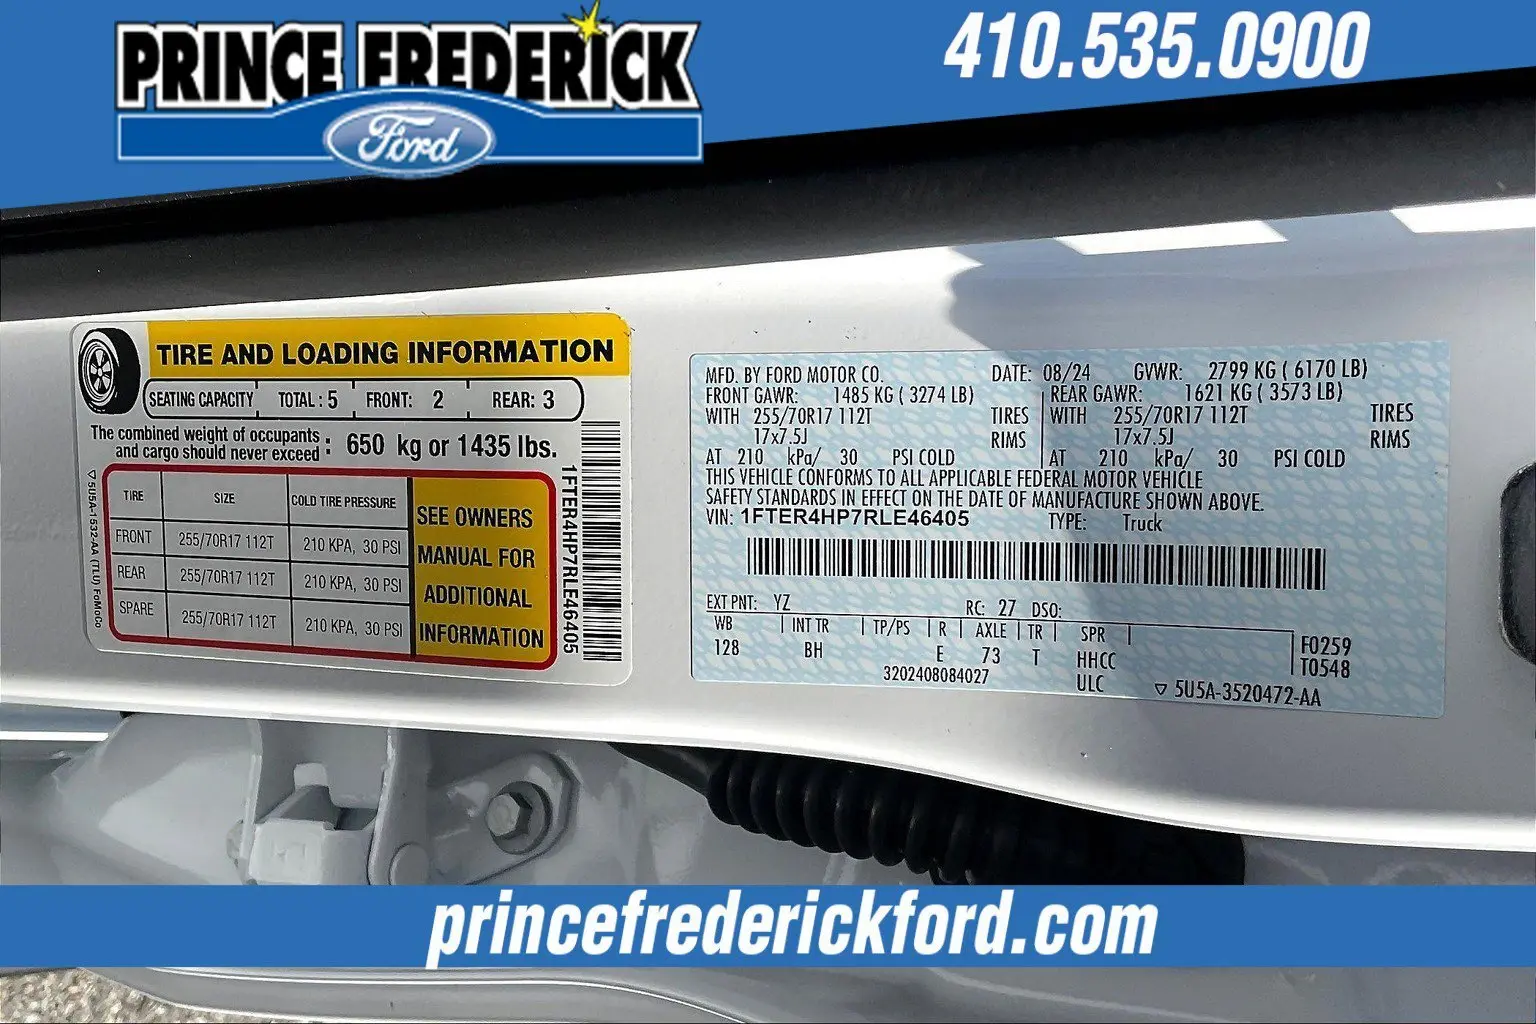 PRINCE FREDERICK
Ford
410.535.0900
TIRE AND LOADING INFORMATION
SEATING CAPACITY TOTAL : 5 FRONT: 2 REAR: 3
The combined weight of occupants
and cargo should never exceed : 650 kg or 1435 lbs.
TIRE SIZE COLD TIRE PRESSURE
FRONT 255/70R17 112T 210 KPA, 30 PSI
REAR 255/70R17 112T 210 KPA, 30 PSI
SPARE 255/70R17 112T 210 KPA, 30 PSI
SEE OWNERS
MANUAL FOR
ADDITIONAL
INFORMATION
5U5A-1532-AA (TLU) FoMoCo
1FTER4HP7RLE46405
MFD. BY FORD MOTOR CO. DATE: 08/24 GVWR: 2799 KG ( 6170 LB)
FRONT GAWR: 1485 KG ( 3274 LB) REAR GAWR: 1621 KG ( 3573 LB)
WITH 255/70R17 112T TIRES WITH 255/70R17 112T TIRES
17x7.5J RIMS 17x7.5J RIMS
AT 210 kPa/ 30 PSI COLD AT 210 kPa/ 30 PSI COLD
THIS VEHICLE CONFORMS TO ALL APPLICABLE FEDERAL MOTOR VEHICLE
SAFETY STANDARDS IN EFFECT ON THE DATE OF MANUFACTURE SHOWN ABOVE.
VIN: 1FTER4HP7RLE46405 TYPE: Truck
EXT PNT: YZ RC: 27 DSO:
WB INT TR TP/PS R AXLE TR SPR
128 BH E 73 T HHCC
F0259
T0548
3202408084027 ULC 5U5A-3520472-AA
princefrederickford.com